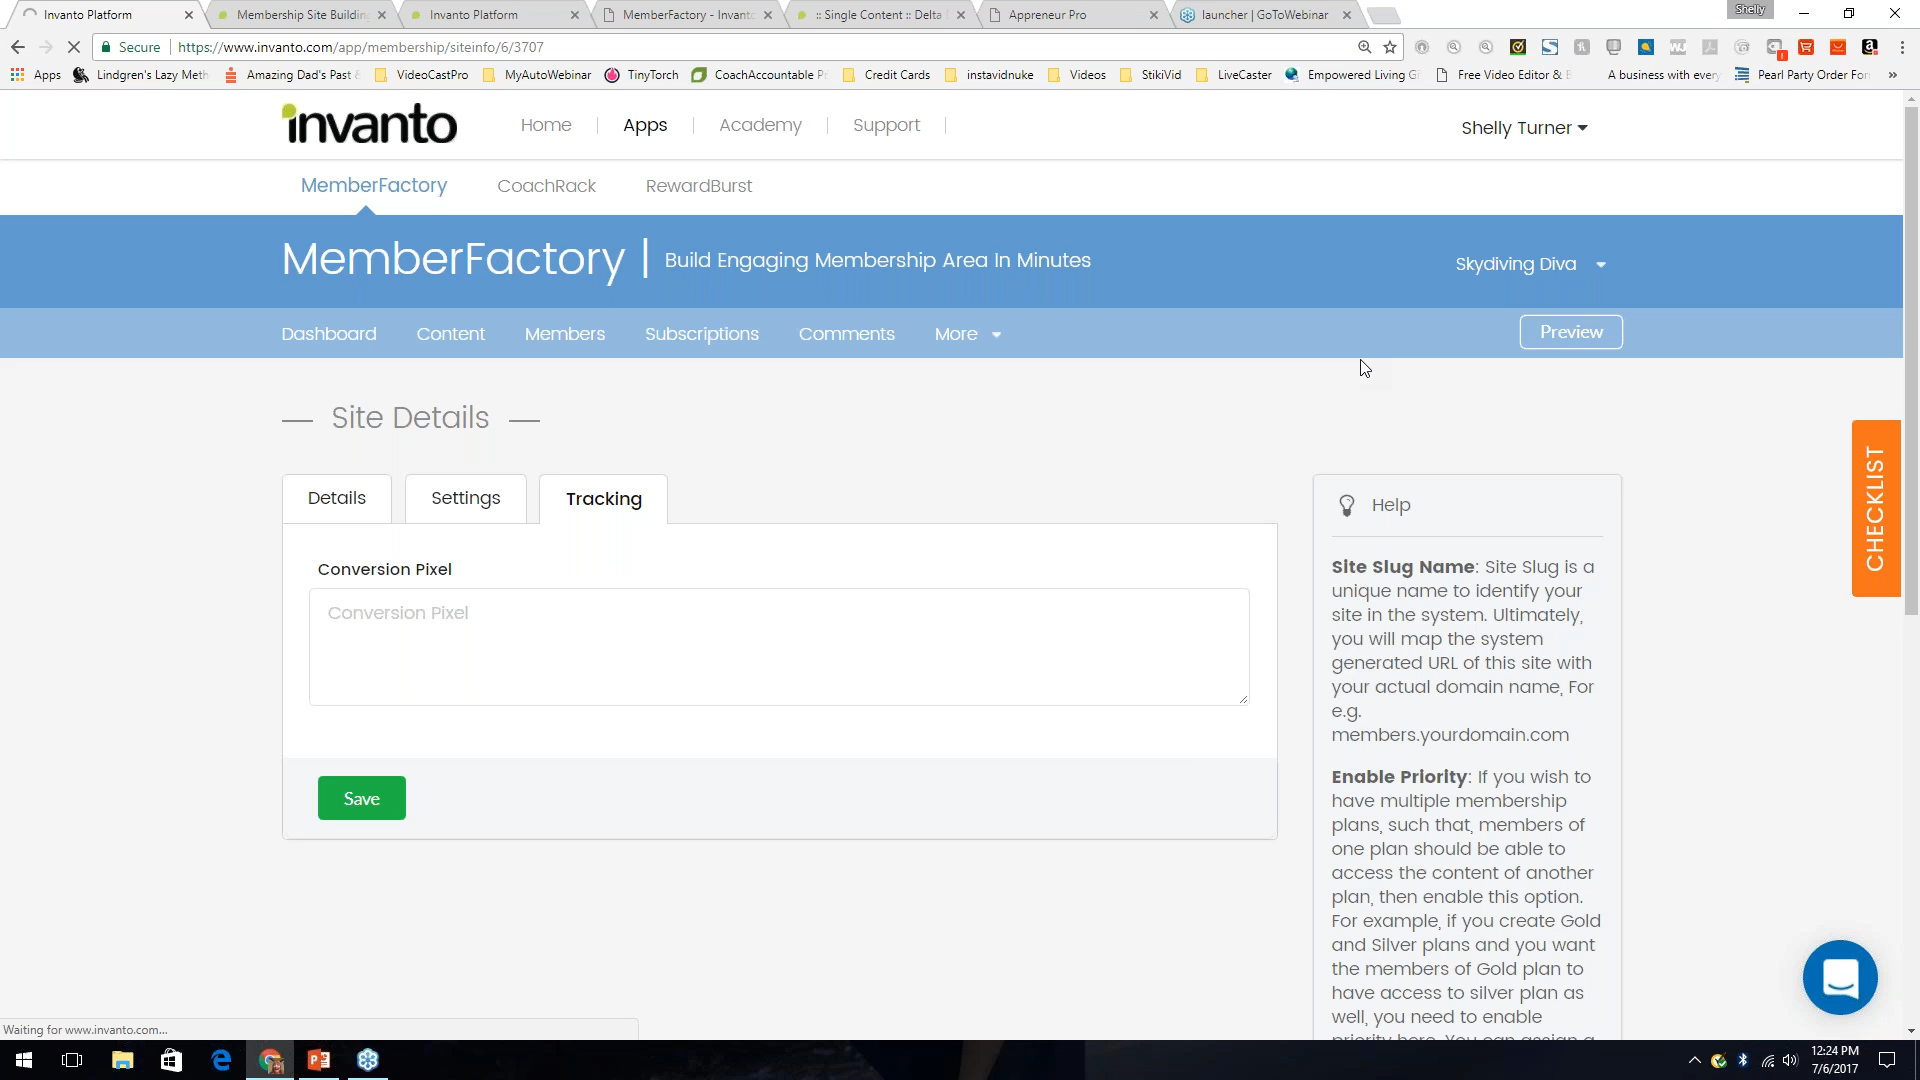 Invanto Platform
Membership Site Building
Invanto Platform
MemberFactory - Invanto
:: Single Content :: Delta
Appreneur Pro
launcher | GoToWebinar
Shelly
Secure
https://www.invanto.com/app/membership/siteinfo/6/3707
Apps
Lindgren's Lazy Meth
Amazing Dad's Past
VideoCastPro
MyAutoWebinar
TinyTorch
CoachAccountable P
Credit Cards
instavidnuke
Videos
StikiVid
LiveCaster
Empowered Living G
Free Video Editor &
A business with every
Pearl Party Order For
»
invanto
Home
Apps
Academy
Support
Shelly Turner
MemberFactory
CoachRack
RewardBurst
MemberFactory | Build Engaging Membership Area In Minutes
Skydiving Diva
Dashboard
Content
Members
Subscriptions
Comments
More
Preview
Site Details
Details
Settings
Tracking
Conversion Pixel
Conversion Pixel
Save
Help
Site Slug Name: Site Slug is a
unique name to identify your
site in the system. Ultimately,
you will map the system
generated URL of this site with
your actual domain name, For
e.g.
members.yourdomain.com
Enable Priority: If you wish to
have multiple membership
plans, such that, members of
one plan should be able to
access the content of another
plan, then enable this option.
For example, if you create Gold
and Silver plans and you want
the members of Gold plan to
have access to silver plan as
well, you need to enable
priority here. You can assign a
CHECKLIST
Waiting for www.invanto.com...
12:24 PM
7/6/2017